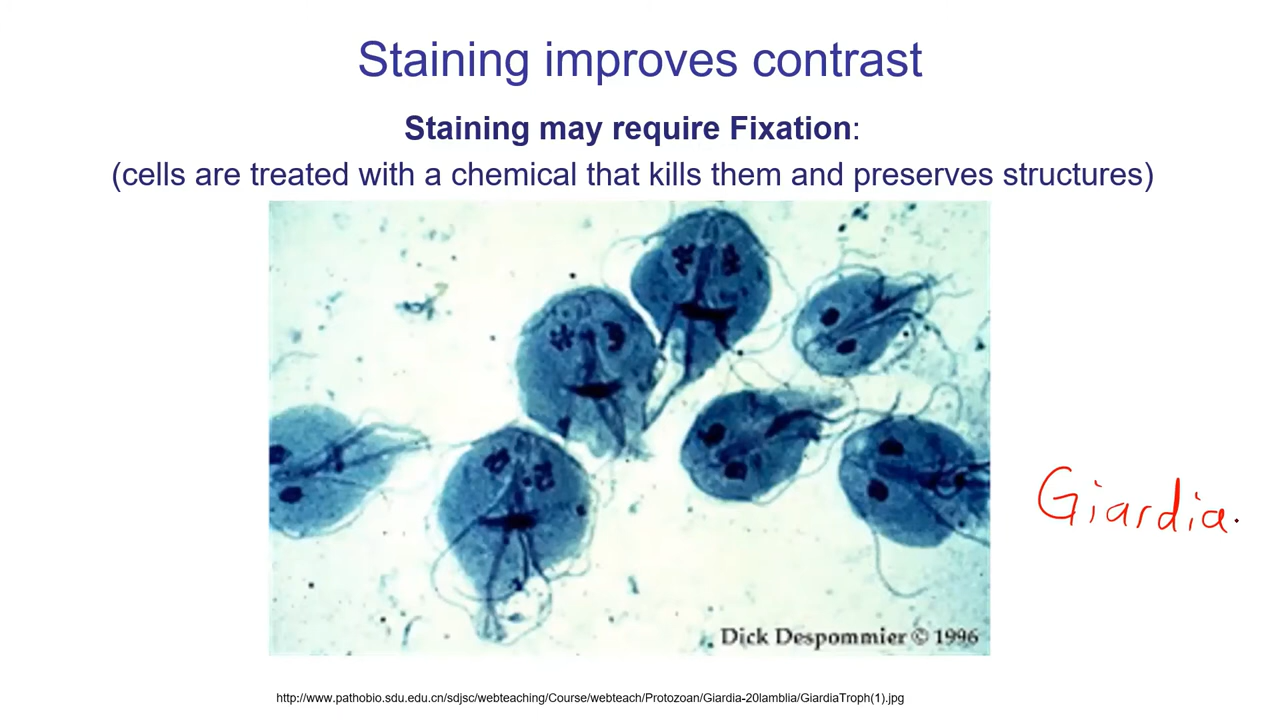 Staining improves contrast
Staining may require Fixation:
(cells are treated with a chemical that kills them and preserves structures)
Giardia
Dick Despommier © 1996
http://www.pathobio.sdu.edu.cn/sdjsc/webteaching/Course/webteach/Protozoan/Giardia-20lamblia/GiardiaTroph(1).jpg